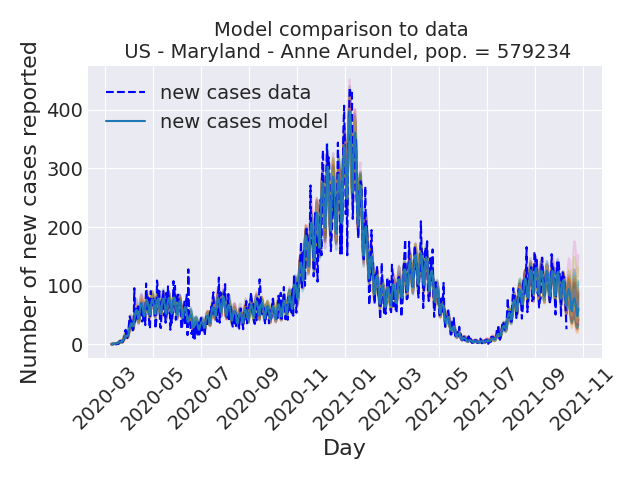 Model comparison to data
US - Maryland - Anne Arundel, pop. = 579234
Number of new cases reported
new cases data
new cases model
400
300
200
100
0
2020-03
2020-05
2020-07
2020-09
2020-11
2021-01
2021-03
2021-05
2021-07
2021-09
2021-11
Day